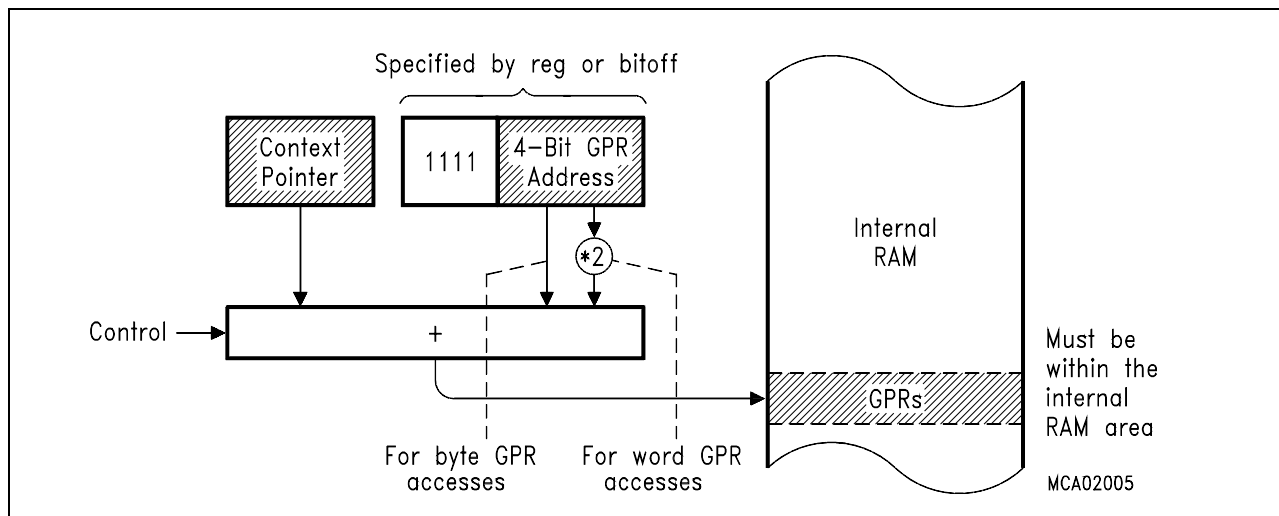 Specified by reg or bitoff
Context
Pointer
1111
4-Bit GPR
Address
*2
Internal
RAM
Control
+
Must be
within the
internal
RAM area
GPRs
For byte GPR
accesses
For word GPR
accesses
MCA02005